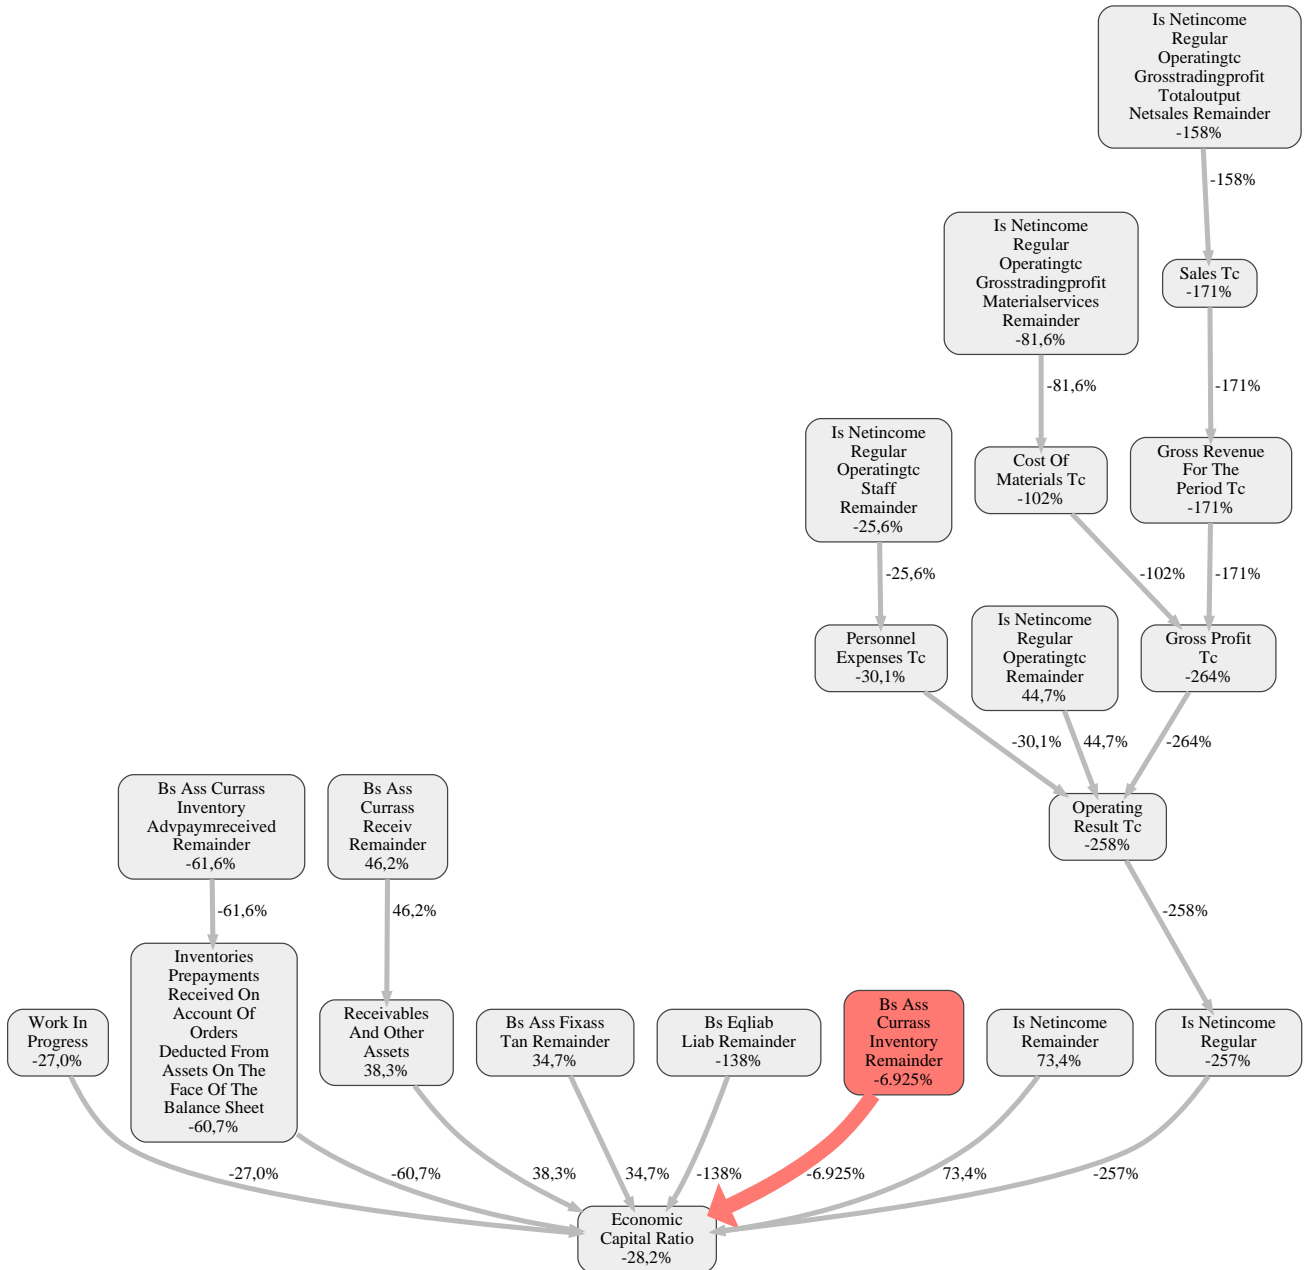 Is Netincome
Regular
Operatingtc
Grosstradingprofit
Totaloutput
Netsales Remainder
-158%
-158%
Is Netincome
Regular
Operatingtc
Grosstradingprofit
Materialservices
Remainder
-81,6%
Sales Tc
-171%
-81,6%
-171%
Is Netincome
Regular
Operatingtc
Staff
Remainder
-25,6%
Cost Of
Materials Tc
-102%
Gross Revenue
For The
Period Tc
-171%
-25,6%
-102%
-171%
Personnel
Expenses Tc
-30,1%
Is Netincome
Regular
Operatingtc
Remainder
44,7%
Gross Profit
Tc
-264%
-30,1%
44,7%
-264%
Bs Ass Currass
Inventory
Advpaymreceived
Remainder
-61,6%
Bs Ass
Currass
Receiv
Remainder
46,2%
Operating
Result Tc
-258%
-61,6%
46,2%
-258%
Work In
Progress
-27,0%
Inventories
Prepayments
Received On
Account Of
Orders
Deducted From
Assets On The
Face Of The
Balance Sheet
-60,7%
Receivables
And Other
Assets
38,3%
Bs Ass Fixass
Tan Remainder
34,7%
Bs Eqliab
Liab Remainder
-138%
Bs Ass
Currass
Inventory
Remainder
-6.925%
Is Netincome
Remainder
73,4%
Is Netincome
Regular
-257%
-27,0%
-60,7%
38,3%
34,7%
-138%
-6.925%
73,4%
-257%
Economic
Capital Ratio
-28,2%